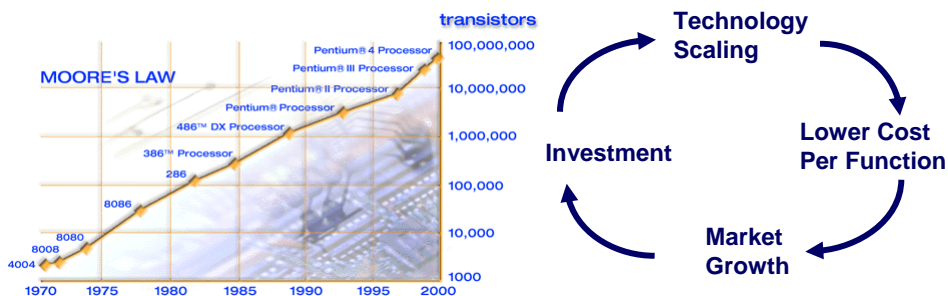 transistors
MOORE'S LAW
Pentium® 4 Processor
Pentium® III Processor
Pentium® II Processor
Pentium® Processor
486™ DX Processor
386™ Processor
286
8086
8080
8008
4004
100,000,000
10,000,000
1,000,000
100,000
10,000
1000
1970
1975
1980
1985
1990
1995
2000
Technology
Scaling
Lower Cost
Per Function
Market
Growth
Investment